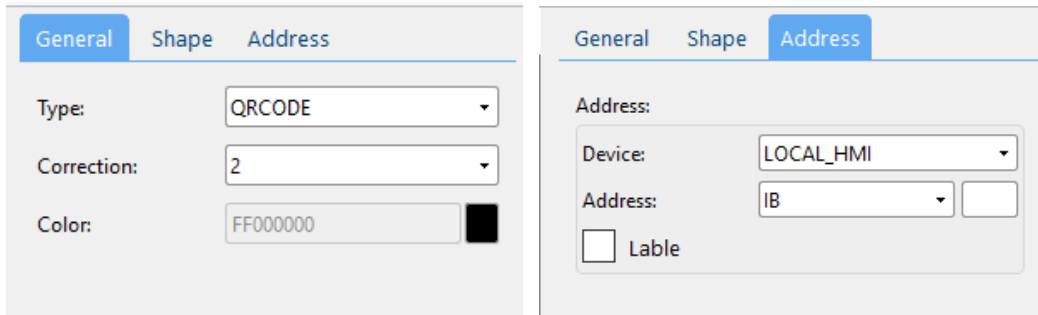 General Shape Address
Type: QRCODE
Correction: 2
Color: FF000000
General Shape Address
Address:
Device: LOCAL_HMI
Address: IB
Lable